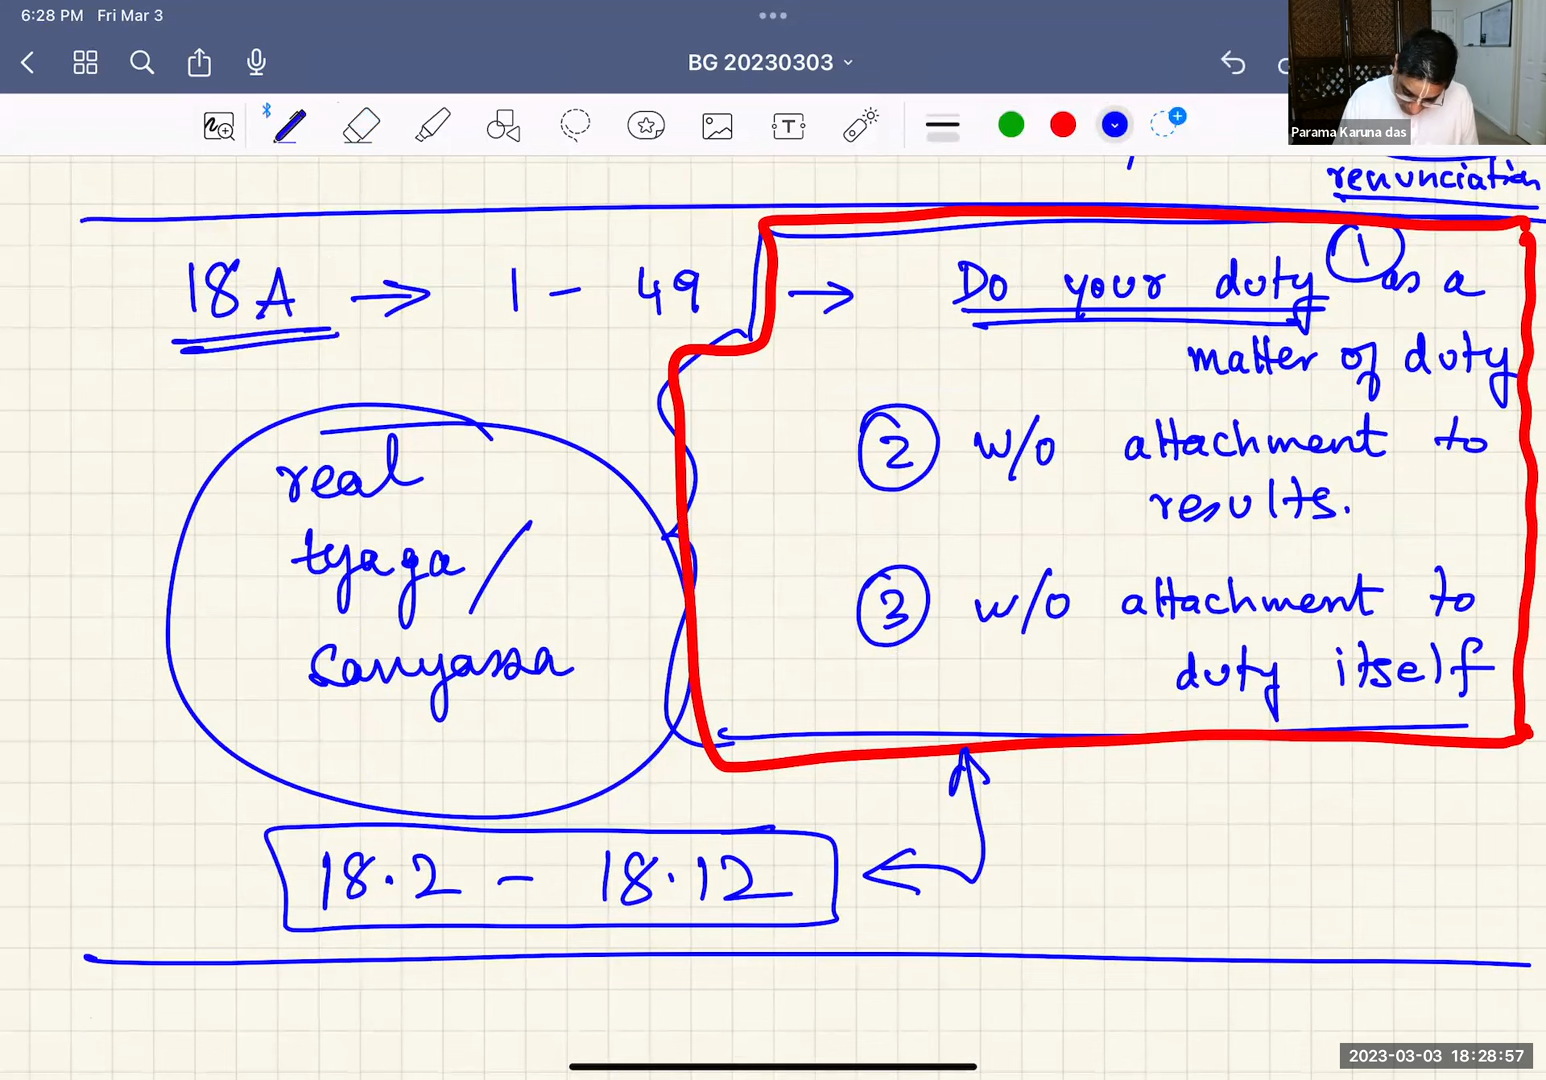 6:28 PM Fri Mar 3
BG 20230303
Parama Karuna das
renunciation
18A → 1 - 49 → Do your duty ① as a
matter of duty
② w/o attachment to
results.
③ w/o attachment to
duty itself
real
tyaga /
Sanyassa
18.2 - 18.12
2023-03-03 18:28:57